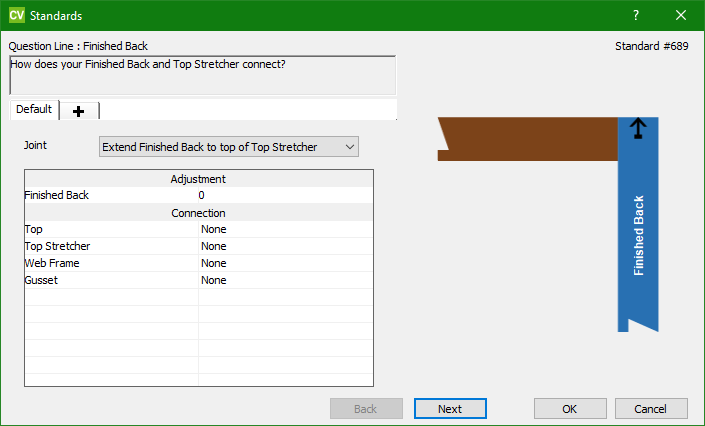 CV Standards ?
Question Line : Finished Back
Standard #689
How does your Finished Back and Top Stretcher connect?
Default
Joint
Extend Finished Back to top of Top Stretcher
Adjustment
Finished Back 0
Connection
Top None
Top Stretcher None
Web Frame None
Gusset None
Finished Back
Back Next OK Cancel